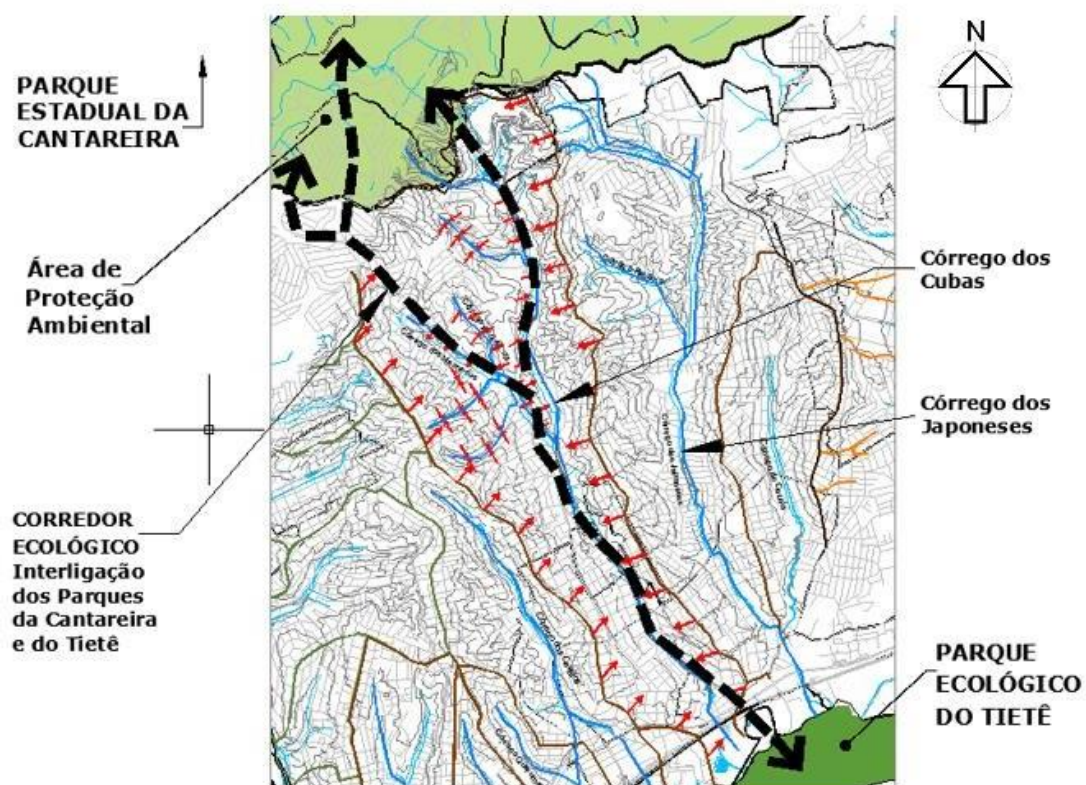 PARQUE
ESTADUAL DA
CANTAREIRA
Área de
Proteção
Ambiental
CORREDOR
ECOLÓGICO
Interligação
dos Parques
da Cantareira
e do Tietê
N
Córrego dos
Cubas
Córrego dos
Japoneses
PARQUE
ECOLÓGICO
DO TIETÊ